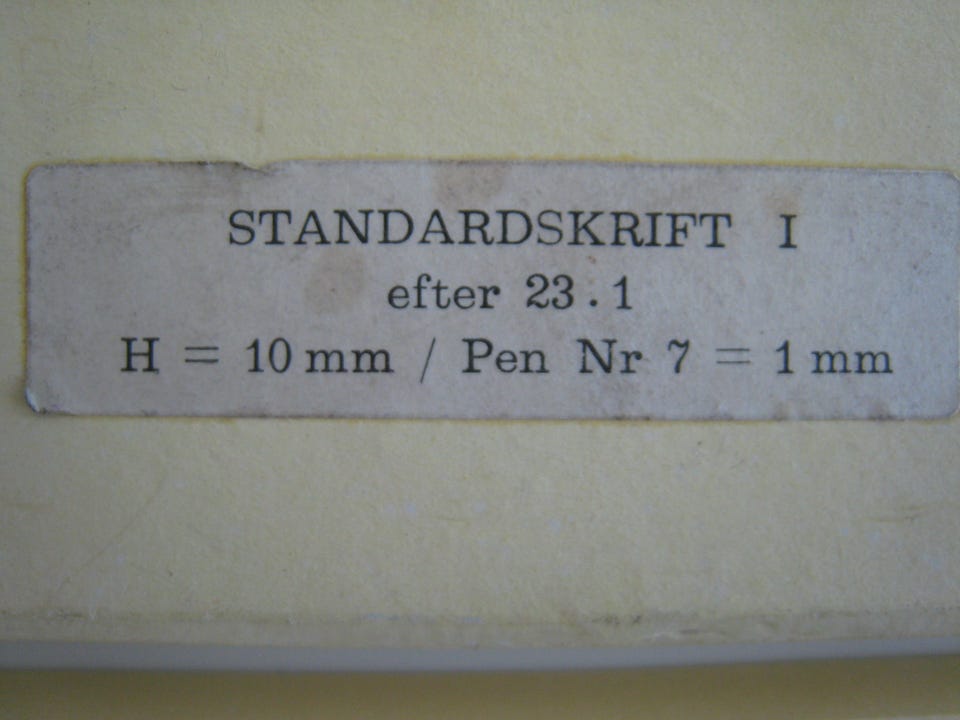 STANDARDSKRIFT I
efter 23.1
H = 10 mm / Pen Nr 7 = 1 mm